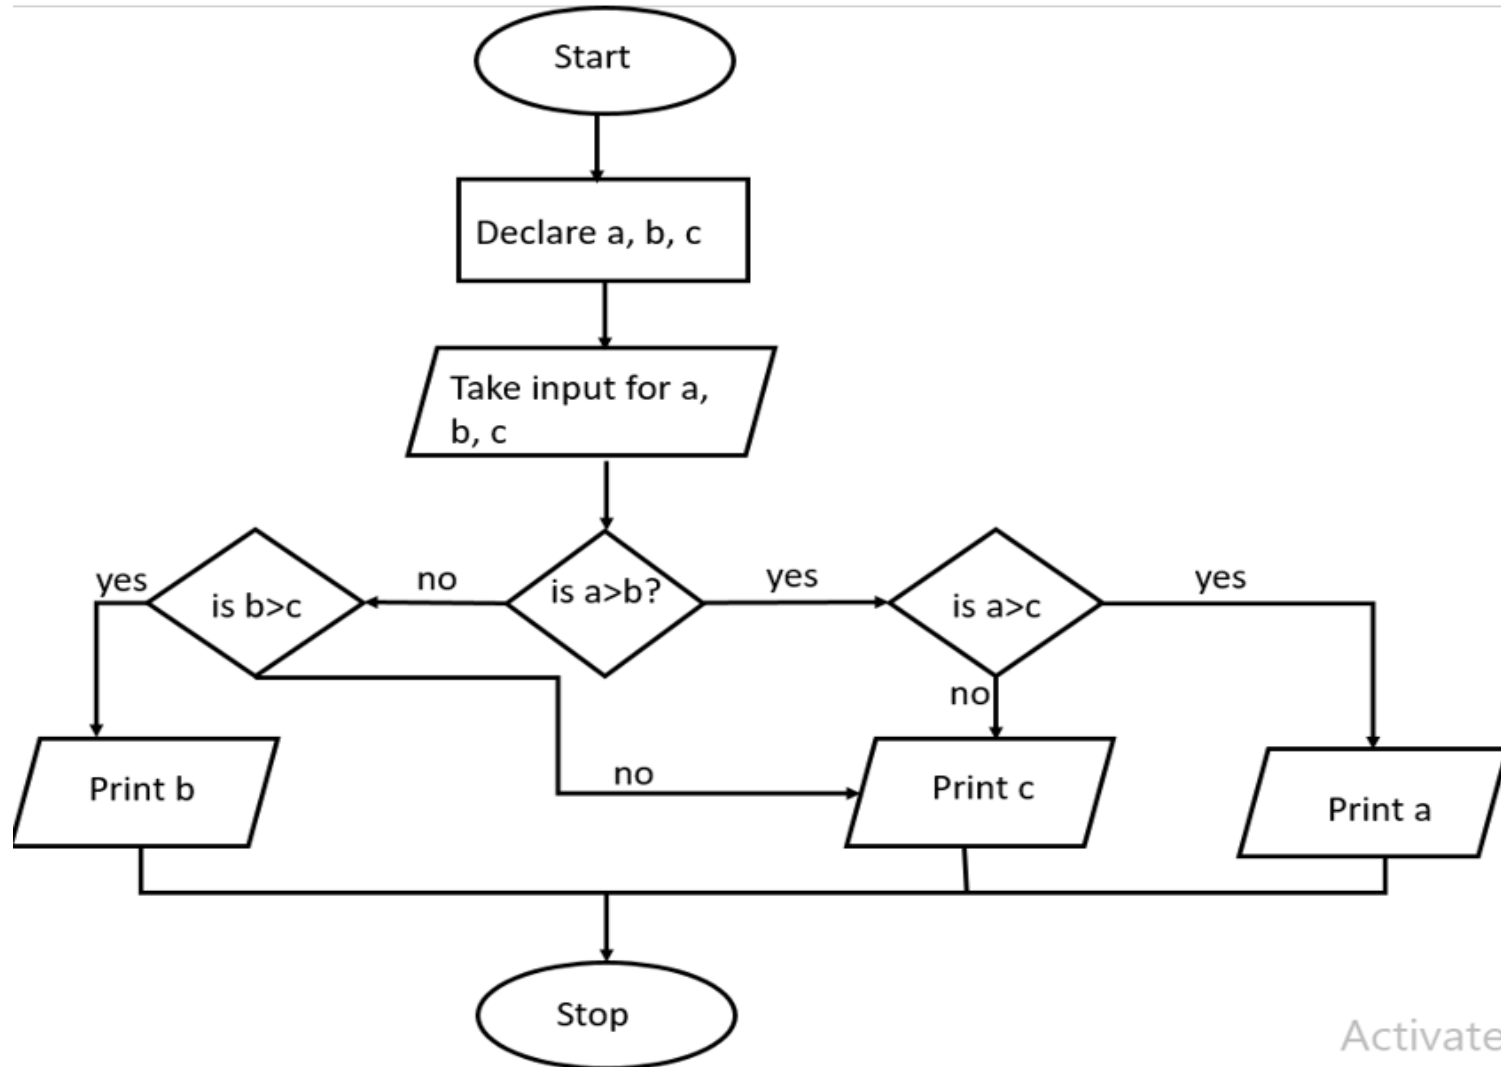 Start
Declare a, b, c
Take input for a,
b, c
yes
is b>c
no
is a>b?
yes
is a>c
yes
no
no
Print b
Print c
Print a
Stop
Activate